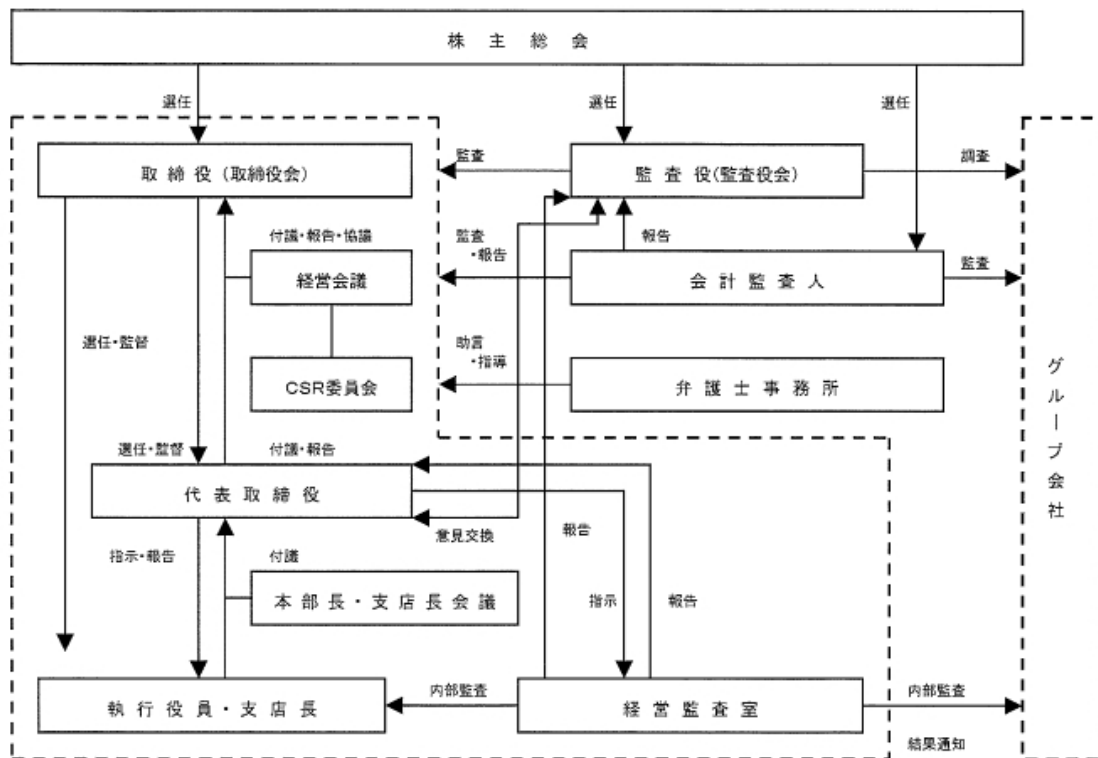 株主総会
選任
選任
選任
取締役(取締役会)
監査
監査役(監査役会)
調査
付議・報告・協議
監査
・報告
報告
経営会議
会計監査人
監査
選任・監督
助言
・指導
CSR委員会
弁護士事務所
グループ会社
選任・監督
付議・報告
代表取締役
意見交換
報告
指示・報告
付議
本部長・支店長会議
指示
報告
執行役員・支店長
内部監査
経営監査室
内部監査
結果通知